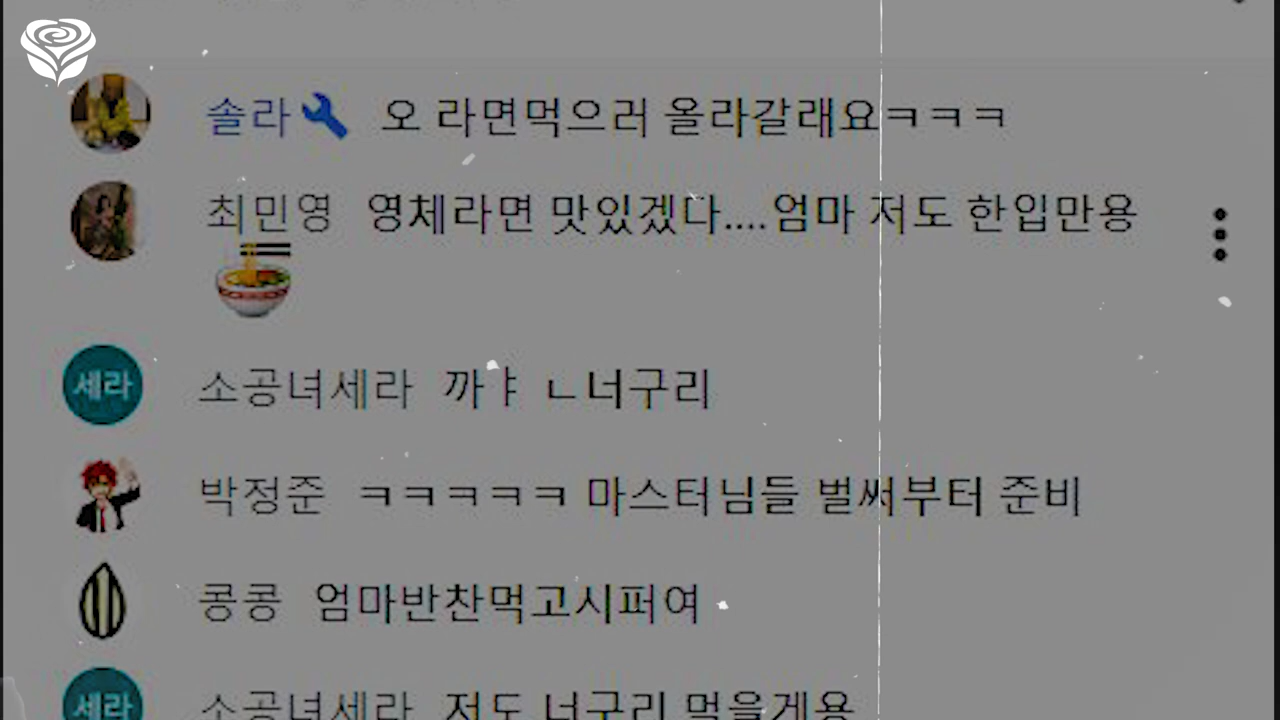 솔라 오 라면먹으러 올라갈래요ㅋㅋㅋ
최민영 영체라면 맛있겠다....엄마 저도 한입만용
세라
소공녀세라 까ㅑ ㄴ너구리
박정준 ㅋㅋㅋㅋㅋ 마스터님들 벌써부터 준비
콩콩 엄마반찬먹고시퍼여
세라
소공녀세라 저도 너구리 먹을게용